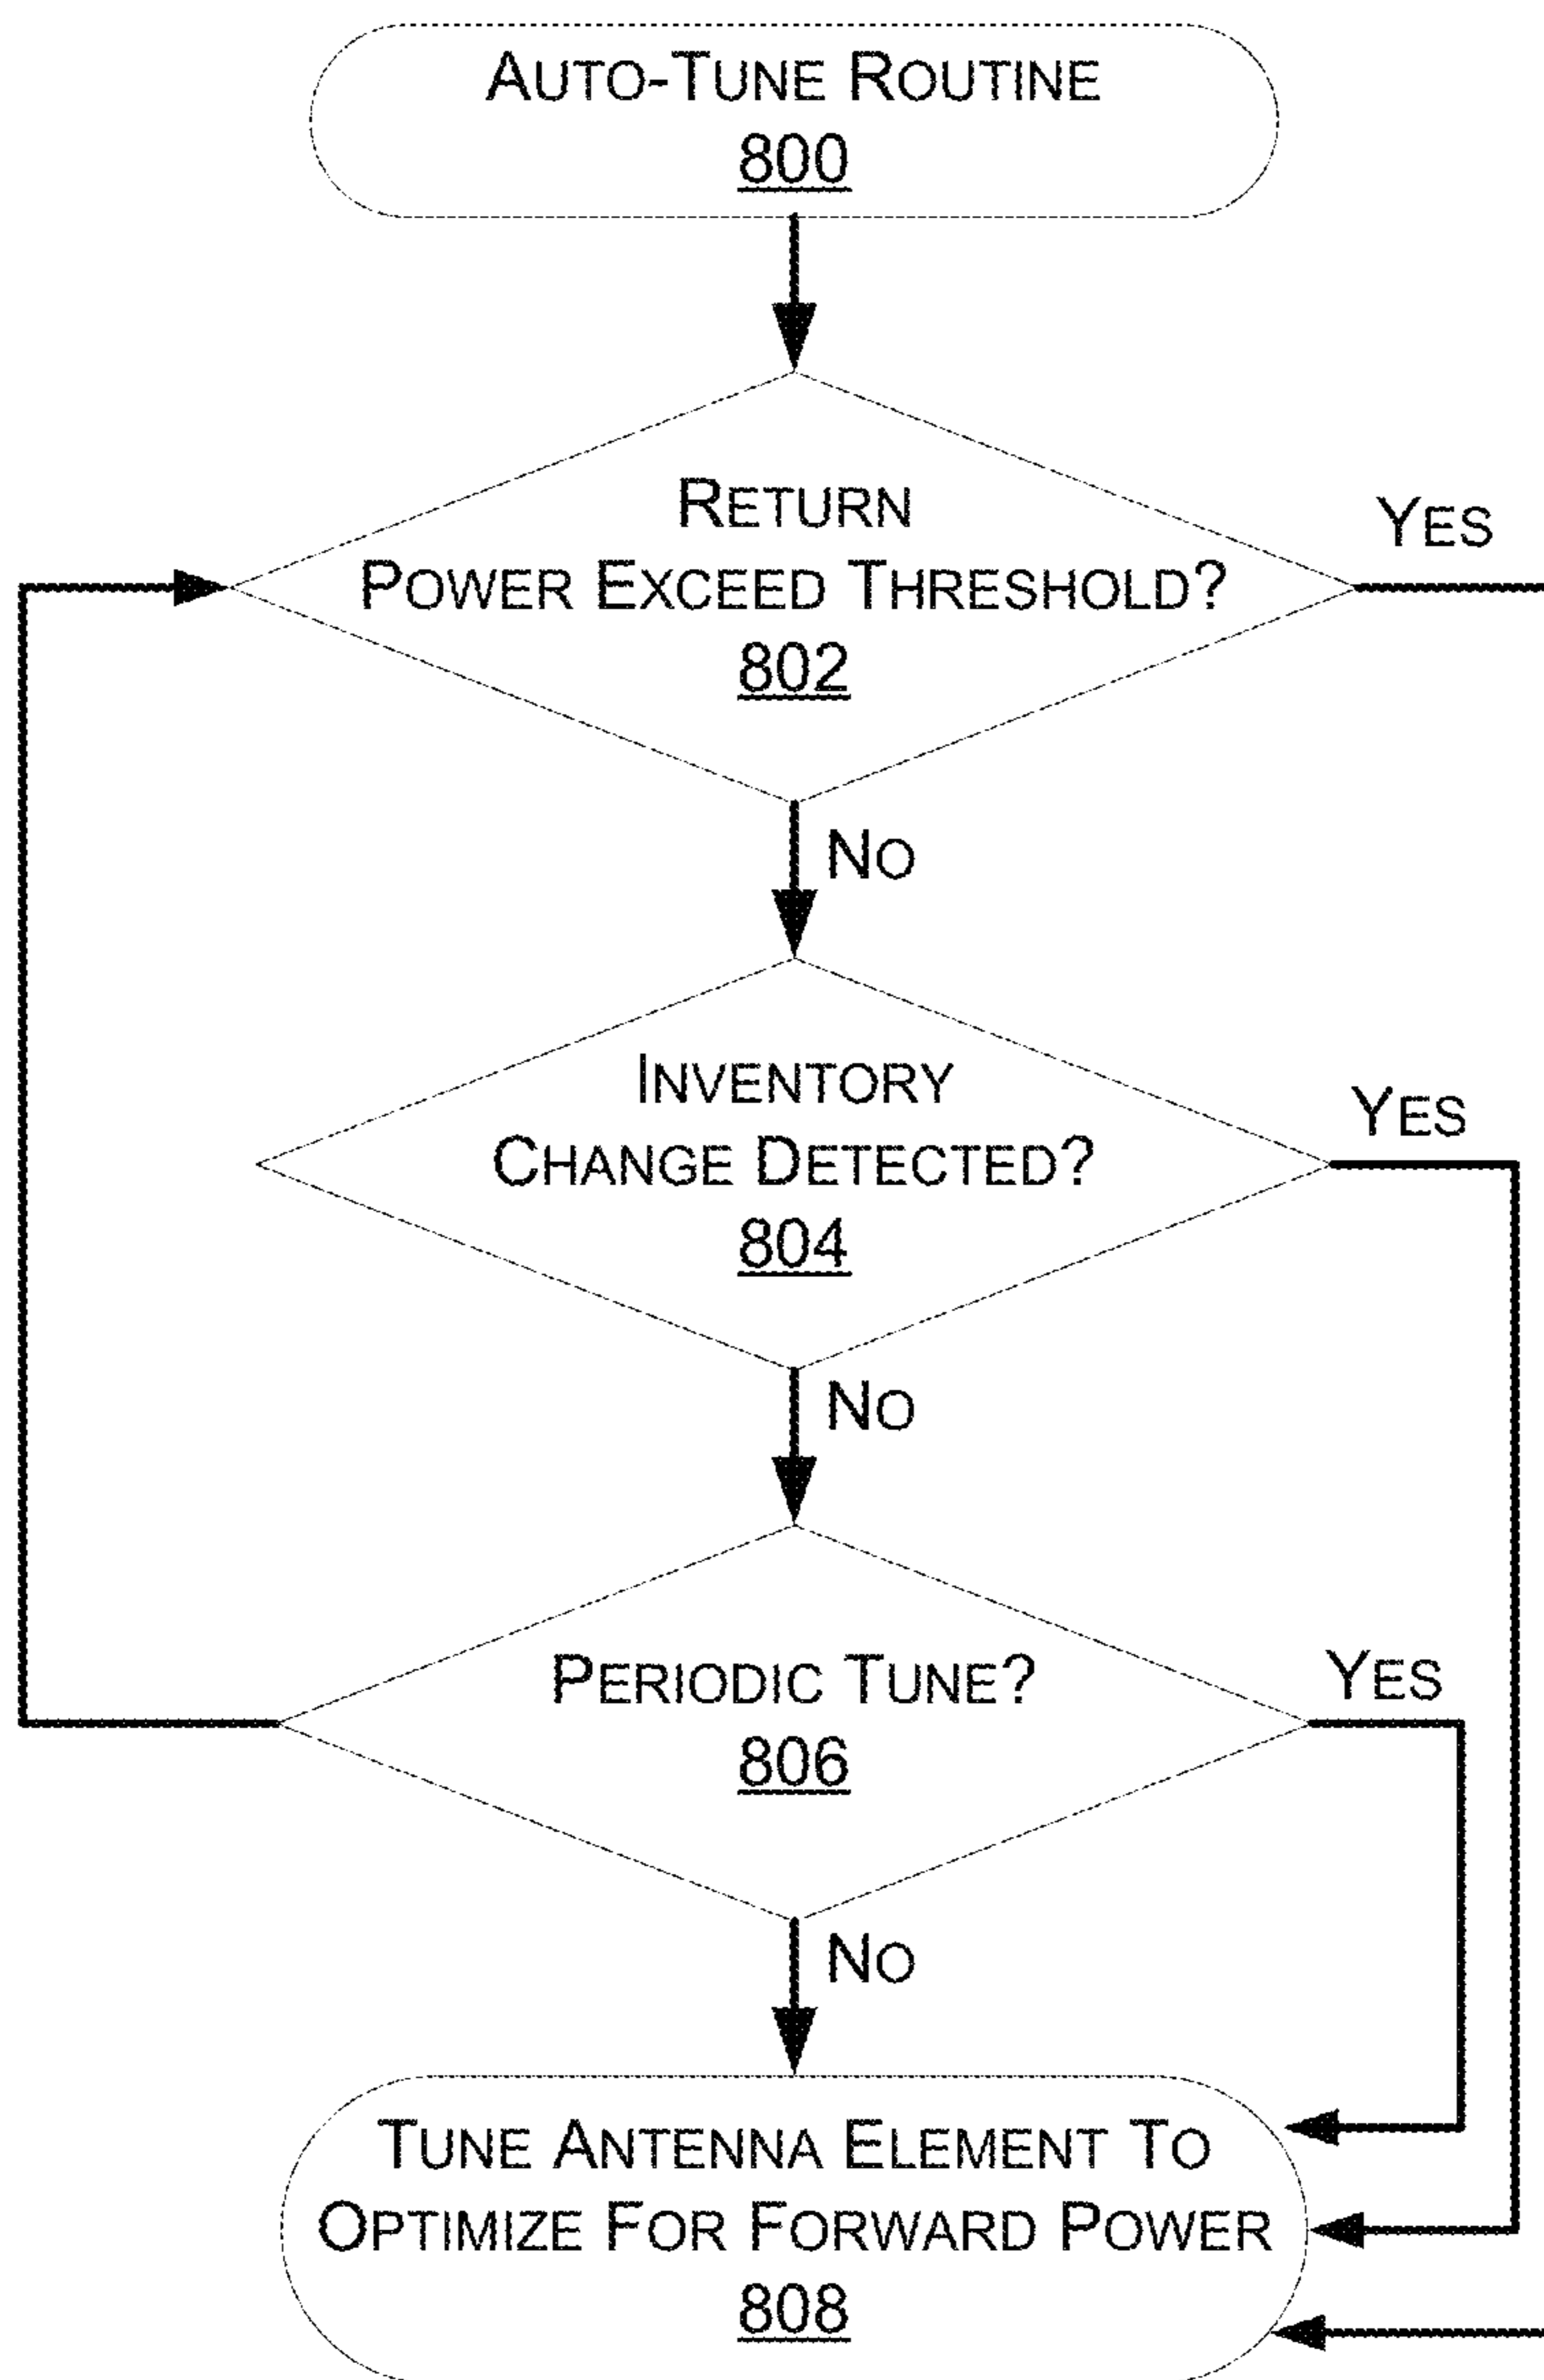 AUTO-TUNE ROUTINE
800
RETURN
POWER EXCEED THRESHOLD?
802
YES
NO
INVENTORY
CHANGE DETECTED?
804
YES
NO
PERIODIC TUNE?
806
YES
NO
TUNE ANTENNA ELEMENT TO
OPTIMIZE FOR FORWARD POWER
808